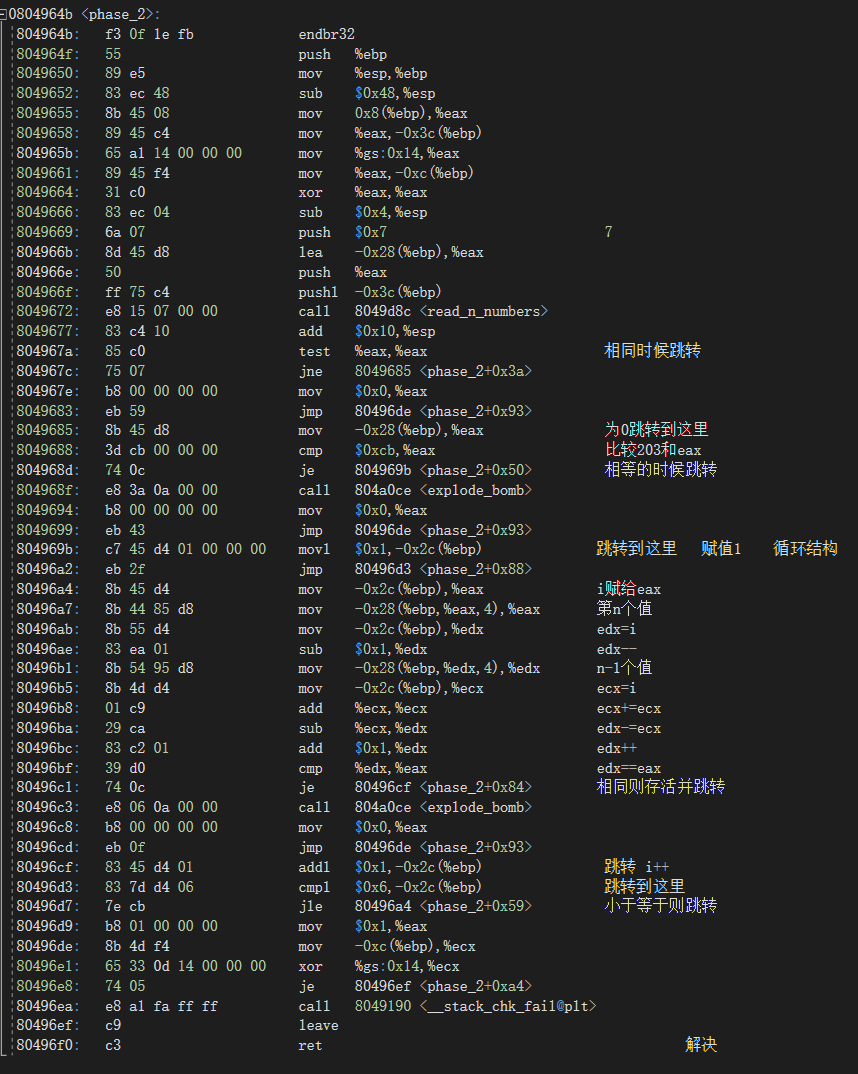 0804964b <phase_2>:
804964b: f3 0f 1e fb endbr32
804964f: 55 push %ebp
8049650: 89 e5 mov %esp,%ebp
8049652: 83 ec 48 sub $0x48,%esp
8049655: 8b 45 08 mov 0x8(%ebp),%eax
8049658: 89 45 c4 mov %eax,-0x3c(%ebp)
804965b: 65 a1 14 00 00 00 mov %gs:0x14,%eax
8049661: 89 45 f4 mov %eax,-0xc(%ebp)
8049664: 31 c0 xor %eax,%eax
8049666: 83 ec 04 sub $0x4,%esp
8049669: 6a 07 push $0x7 7
804966b: 8d 45 d8 lea -0x28(%ebp),%eax
804966e: 50 push %eax
804966f: ff 75 c4 pushl -0x3c(%ebp)
8049672: e8 15 07 00 00 call 8049d8c <read_n_numbers>
8049677: 83 c4 10 add $0x10,%esp
804967a: 85 c0 test %eax,%eax 相同时候跳转
804967c: 75 07 jne 8049685 <phase_2+0x3a>
804967e: b8 00 00 00 00 mov $0x0,%eax
8049683: eb 59 jmp 80496de <phase_2+0x93>
8049685: 8b 45 d8 mov -0x28(%ebp),%eax 为0跳转到这里
8049688: 3d cb 00 00 00 cmp $0xcb,%eax 比较203和eax
804968d: 74 0c je 804969b <phase_2+0x50> 相等的时候跳转
804968f: e8 3a 0a 00 00 call 804a0ce <explode_bomb>
8049694: b8 00 00 00 00 mov $0x0,%eax
8049699: eb 43 jmp 80496de <phase_2+0x93>
804969b: c7 45 d4 01 00 00 00 movl $0x1,-0x2c(%ebp) 跳转到这里 赋值1 循环结构
80496a2: eb 2f jmp 80496d3 <phase_2+0x88>
80496a4: 8b 45 d4 mov -0x2c(%ebp),%eax i赋给eax
80496a7: 8b 44 85 d8 mov -0x28(%ebp,%eax,4),%eax 第n个值
80496ab: 8b 55 d4 mov -0x2c(%ebp),%edx edx=i
80496ae: 83 ea 01 sub $0x1,%edx edx--
80496b1: 8b 54 95 d8 mov -0x28(%ebp,%edx,4),%edx n-1个值
80496b5: 8b 4d d4 mov -0x2c(%ebp),%ecx ecx=i
80496b8: 01 c9 add %ecx,%ecx ecx+=ecx
80496ba: 29 ca sub %ecx,%edx edx-=ecx
80496bc: 83 c2 01 add $0x1,%edx edx++
80496bf: 39 d0 cmp %edx,%eax edx==eax
80496c1: 74 0c je 80496cf <phase_2+0x84> 相同则存活并跳转
80496c3: e8 06 0a 00 00 call 804a0ce <explode_bomb>
80496c8: b8 00 00 00 00 mov $0x0,%eax
80496cd: eb 0f jmp 80496de <phase_2+0x93>
80496cf: 83 45 d4 01 addl $0x1,-0x2c(%ebp) 跳转 i++
80496d3: 83 7d d4 06 cmpl $0x6,-0x2c(%ebp) 跳转到这里
80496d7: 7e cb jle 80496a4 <phase_2+0x59> 小于等于则跳转
80496d9: b8 01 00 00 00 mov $0x1,%eax
80496de: 8b 4d f4 mov -0xc(%ebp),%ecx
80496e1: 65 33 0d 14 00 00 00 xor %gs:0x14,%ecx
80496e8: 74 05 je 80496ef <phase_2+0xa4>
80496ea: e8 a1 fa ff ff call 8049190 <__stack_chk_fail@plt>
80496ef: c9 leave
80496f0: c3 ret 解决